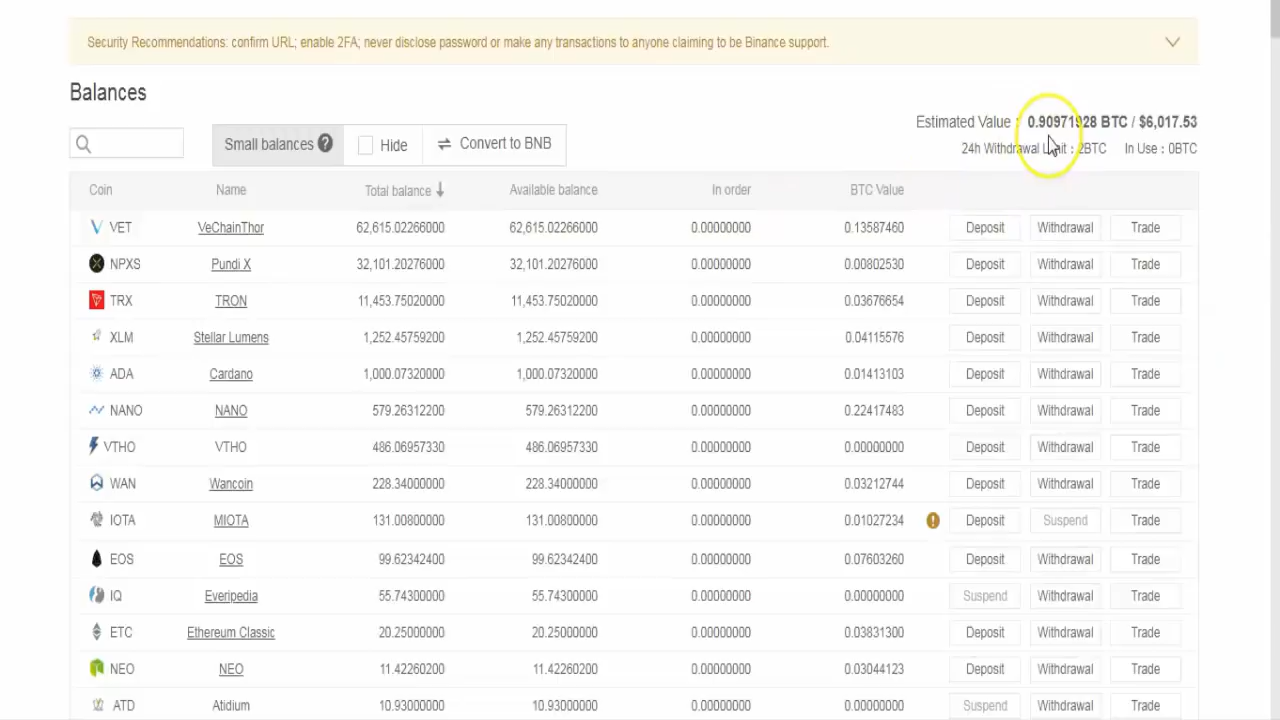 Security Recommendations: confirm URL; enable 2FA; never disclose password or make any transactions to anyone claiming to be Binance support.
Balances
Estimated Value : 0.90971928 BTC / $6,017.53
Small balances ? Hide Convert to BNB
24h Withdrawal Limit : 2BTC In Use : 0BTC
Coin Name Total balance Available balance In order BTC Value
VET VeChainThor 62,615.02266000 62,615.02266000 0.00000000 0.13587460 Deposit Withdrawal Trade
NPXS Pundi X 32,101.20276000 32,101.20276000 0.00000000 0.00802530 Deposit Withdrawal Trade
TRX TRON 11,453.75020000 11,453.75020000 0.00000000 0.03676654 Deposit Withdrawal Trade
XLM Stellar Lumens 1,252.45759200 1,252.45759200 0.00000000 0.04115576 Deposit Withdrawal Trade
ADA Cardano 1,000.07320000 1,000.07320000 0.00000000 0.01413103 Deposit Withdrawal Trade
NANO NANO 579.26312200 579.26312200 0.00000000 0.22417483 Deposit Withdrawal Trade
VTHO VTHO 486.06957330 486.06957330 0.00000000 0.00000000 Deposit Withdrawal Trade
WAN Wancoin 228.34000000 228.34000000 0.00000000 0.03212744 Deposit Withdrawal Trade
IOTA MIOTA 131.00800000 131.00800000 0.00000000 0.01027234 Deposit Suspend Trade
EOS EOS 99.62342400 99.62342400 0.00000000 0.07603260 Deposit Withdrawal Trade
IQ Everipedia 55.74300000 55.74300000 0.00000000 0.00000000 Suspend Withdrawal Trade
ETC Ethereum Classic 20.25000000 20.25000000 0.00000000 0.03831300 Deposit Withdrawal Trade
NEO NEO 11.42260200 11.42260200 0.00000000 0.03044123 Deposit Withdrawal Trade
ATD Atidium 10.93000000 10.93000000 0.00000000 0.00000000 Suspend Withdrawal Trade